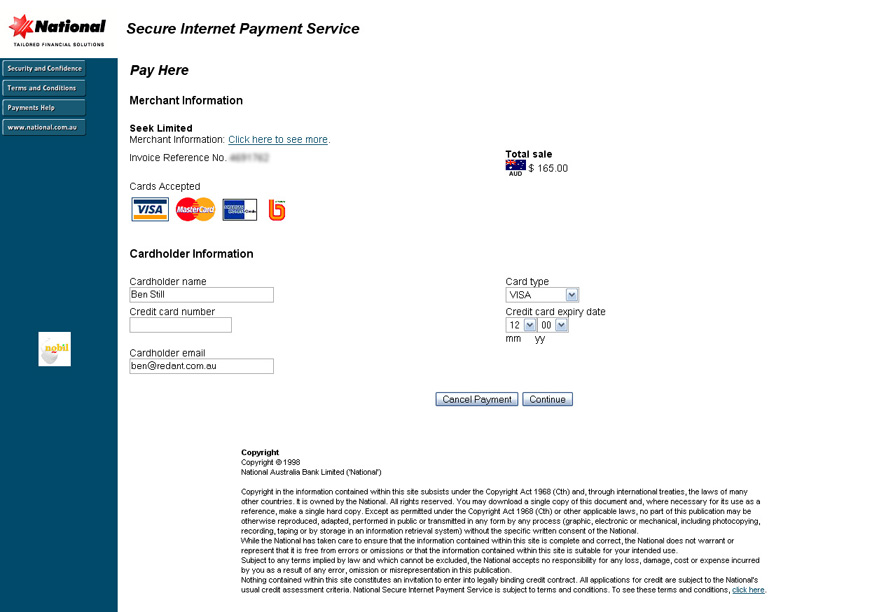 National
TAILORED FINANCIAL SOLUTIONS
Secure Internet Payment Service
Security and Confidence
Terms and Conditions
Payments Help
www.national.com.au
Pay Here
Merchant Information
Seek Limited
Merchant Information: Click here to see more.
Invoice Reference No.
Total sale
AUD $ 165.00
Cards Accepted
VISA MasterCard
Cardholder Information
Cardholder name
Ben Still
Card type
VISA
Credit card number
Credit card expiry date
12 00
mm yy
nobil
Cardholder email
ben@redant.com.au
Cancel Payment Continue
Copyright
Copyright © 1998
National Australia Bank Limited ('National')
Copyright in the information contained within this site subsists under the Copyright Act 1968 (Cth) and, through international treaties, the laws of many
other countries. It is owned by the National. All rights reserved. You may download a single copy of this document and, where necessary for its use as a
reference, make a single hard copy. Except as permitted under the Copyright Act 1968 (Cth) or other applicable laws, no part of this publication may be
otherwise reproduced, adapted, performed in public or transmitted in any form by any process (graphic, electronic or mechanical, including photocopying,
recording, taping or by storage in an information retrieval system) without the specific written consent of the National.
While the National has taken care to ensure that the information contained within this site is complete and correct, the National does not warrant or
represent that it is free from errors or omissions or that the information contained within this site is suitable for your intended use.
Subject to any terms implied by law and which cannot be excluded, the National accepts no responsibility for any loss, damage, cost or expense incurred
by you as a result of any error, omission or misrepresentation in this publication.
Nothing contained within this site constitutes an invitation to enter into legally binding credit contract. All applications for credit are subject to the National's
usual credit assessment criteria. National Secure Internet Payment Service is subject to terms and conditions. To see these terms and conditions, click here.